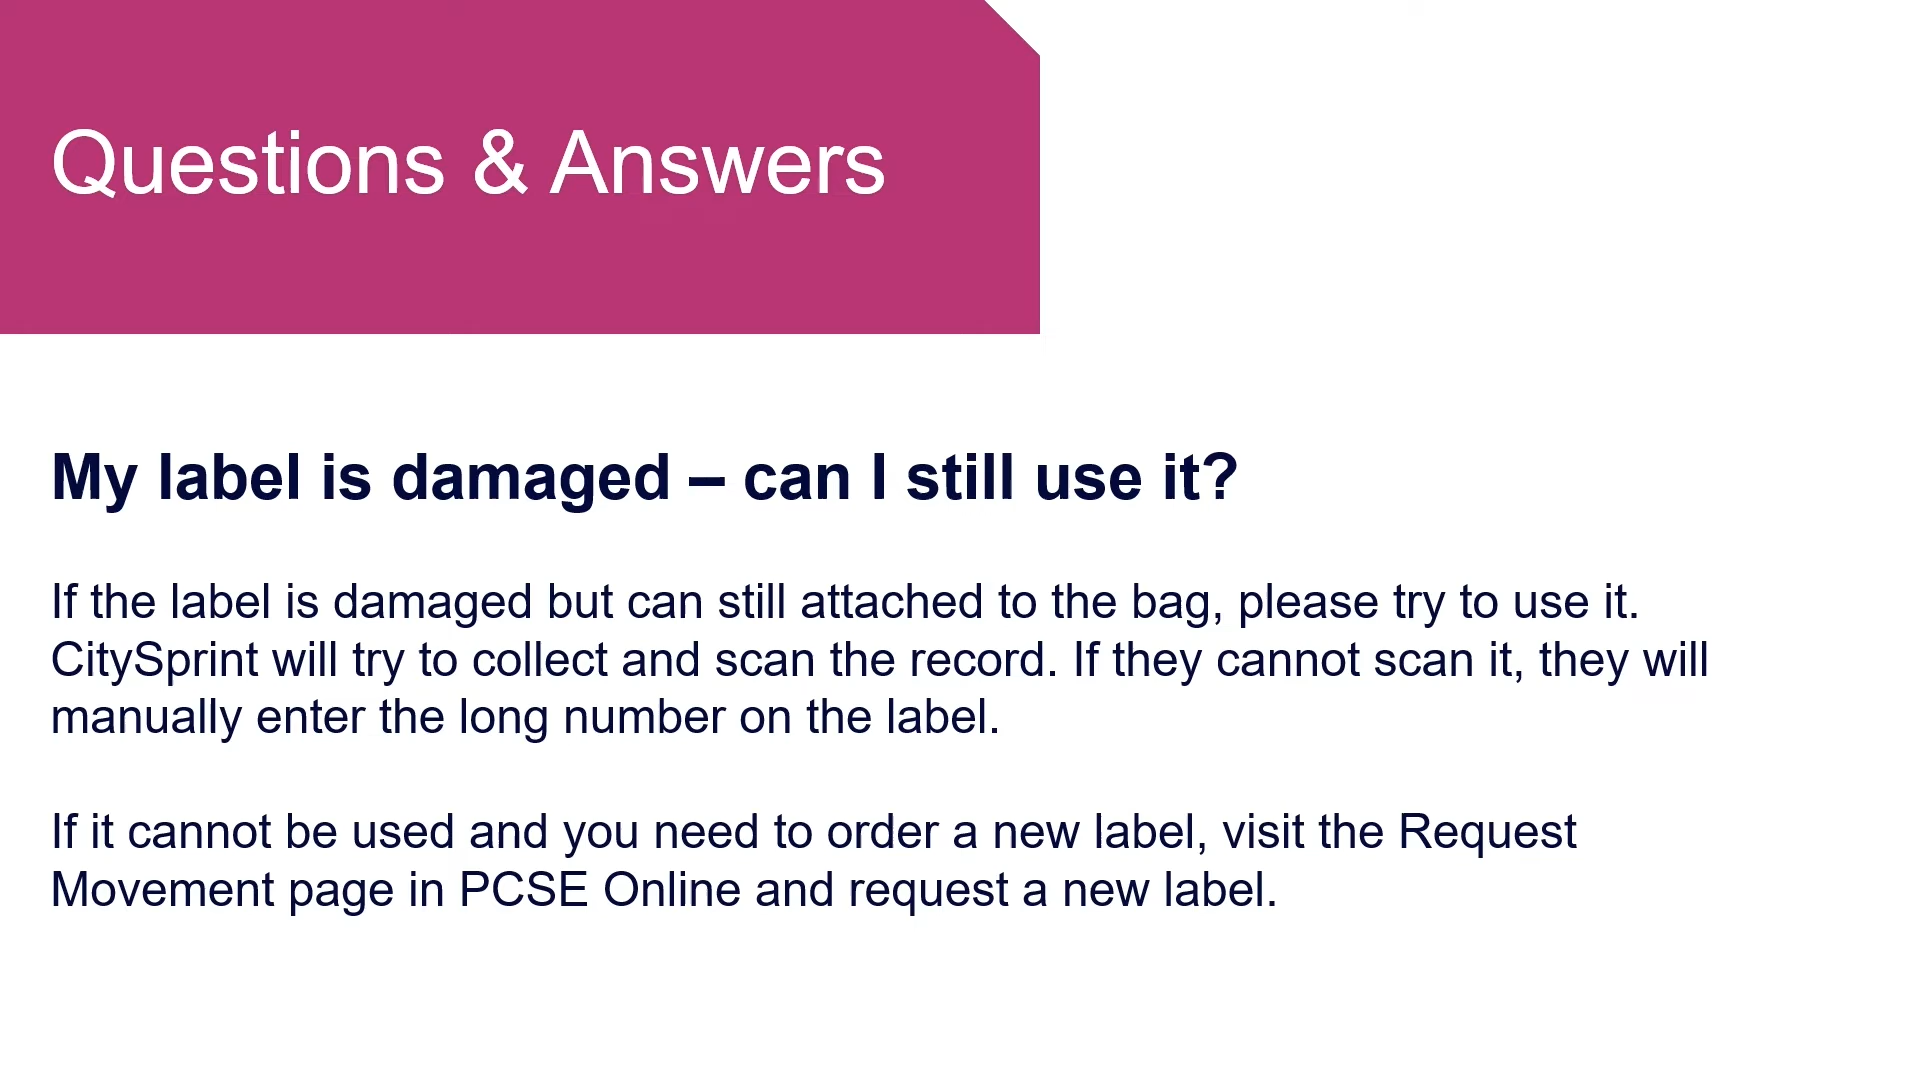 Questions & Answers
My label is damaged – can I still use it?
If the label is damaged but can still attached to the bag, please try to use it.
CitySprint will try to collect and scan the record. If they cannot scan it, they will
manually enter the long number on the label.
If it cannot be used and you need to order a new label, visit the Request
Movement page in PCSE Online and request a new label.